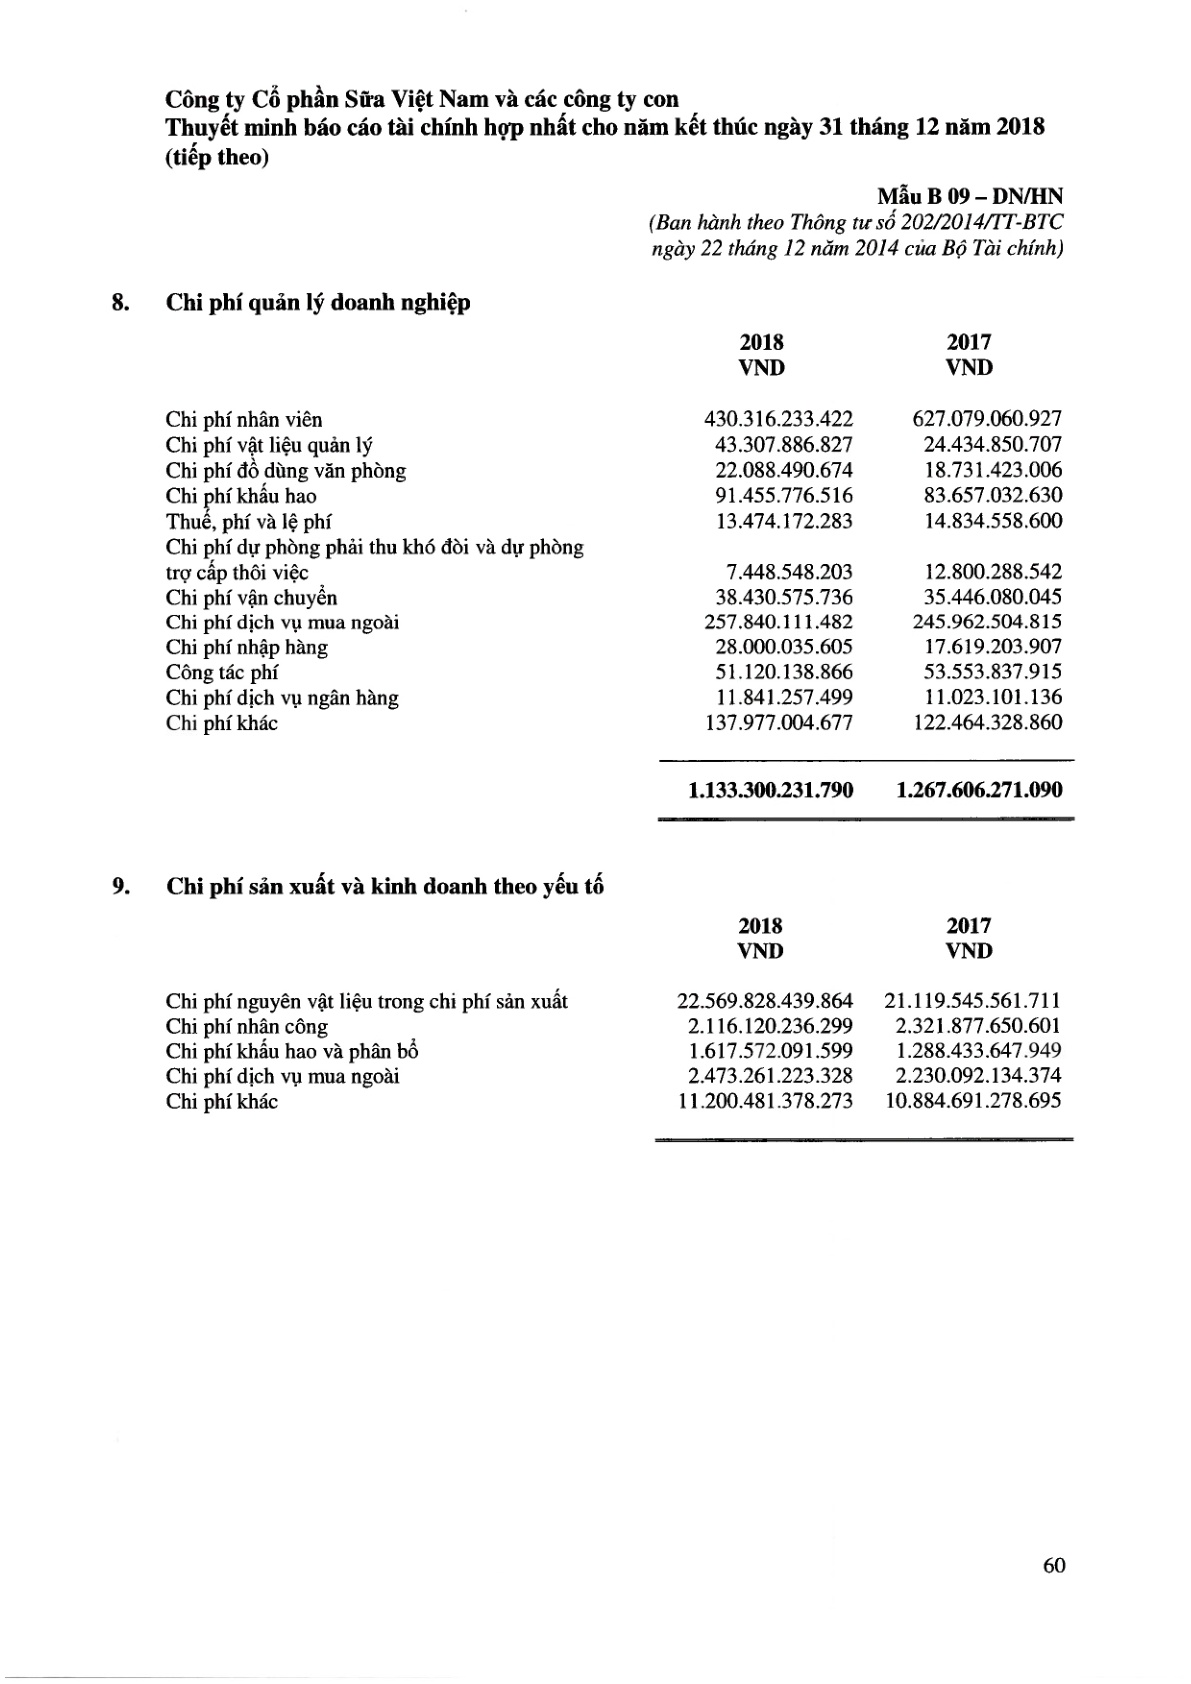 Công ty Cổ phần Sữa Việt Nam và các công ty con
Thuyết minh báo cáo tài chính hợp nhất cho năm kết thúc ngày 31 tháng 12 năm 2018
(tiếp theo)
Mẫu B 09 – DN/HN
(Ban hành theo Thông tư số 202/2014/TT-BTC
ngày 22 tháng 12 năm 2014 của Bộ Tài chính)
8. Chi phí quản lý doanh nghiệp
2018 2017
VND VND
Chi phí nhân viên 430.316.233.422 627.079.060.927
Chi phí vật liệu quản lý 43.307.886.827 24.434.850.707
Chi phí đồ dùng văn phòng 22.088.490.674 18.731.423.006
Chi phí khấu hao 91.455.776.516 83.657.032.630
Thuế, phí và lệ phí 13.474.172.283 14.834.558.600
Chi phí dự phòng phải thu khó đòi và dự phòng
trợ cấp thôi việc 7.448.548.203 12.800.288.542
Chi phí vận chuyển 38.430.575.736 35.446.080.045
Chi phí dịch vụ mua ngoài 257.840.111.482 245.962.504.815
Chi phí nhập hàng 28.000.035.605 17.619.203.907
Công tác phí 51.120.138.866 53.553.837.915
Chi phí dịch vụ ngân hàng 11.841.257.499 11.023.101.136
Chi phí khác 137.977.004.677 122.464.328.860
1.133.300.231.790 1.267.606.271.090
9. Chi phí sản xuất và kinh doanh theo yếu tố
2018 2017
VND VND
Chi phí nguyên vật liệu trong chi phí sản xuất 22.569.828.439.864 21.119.545.561.711
Chi phí nhân công 2.116.120.236.299 2.321.877.650.601
Chi phí khấu hao và phân bổ 1.617.572.091.599 1.288.433.647.949
Chi phí dịch vụ mua ngoài 2.473.261.223.328 2.230.092.134.374
Chi phí khác 11.200.481.378.273 10.884.691.278.695
60